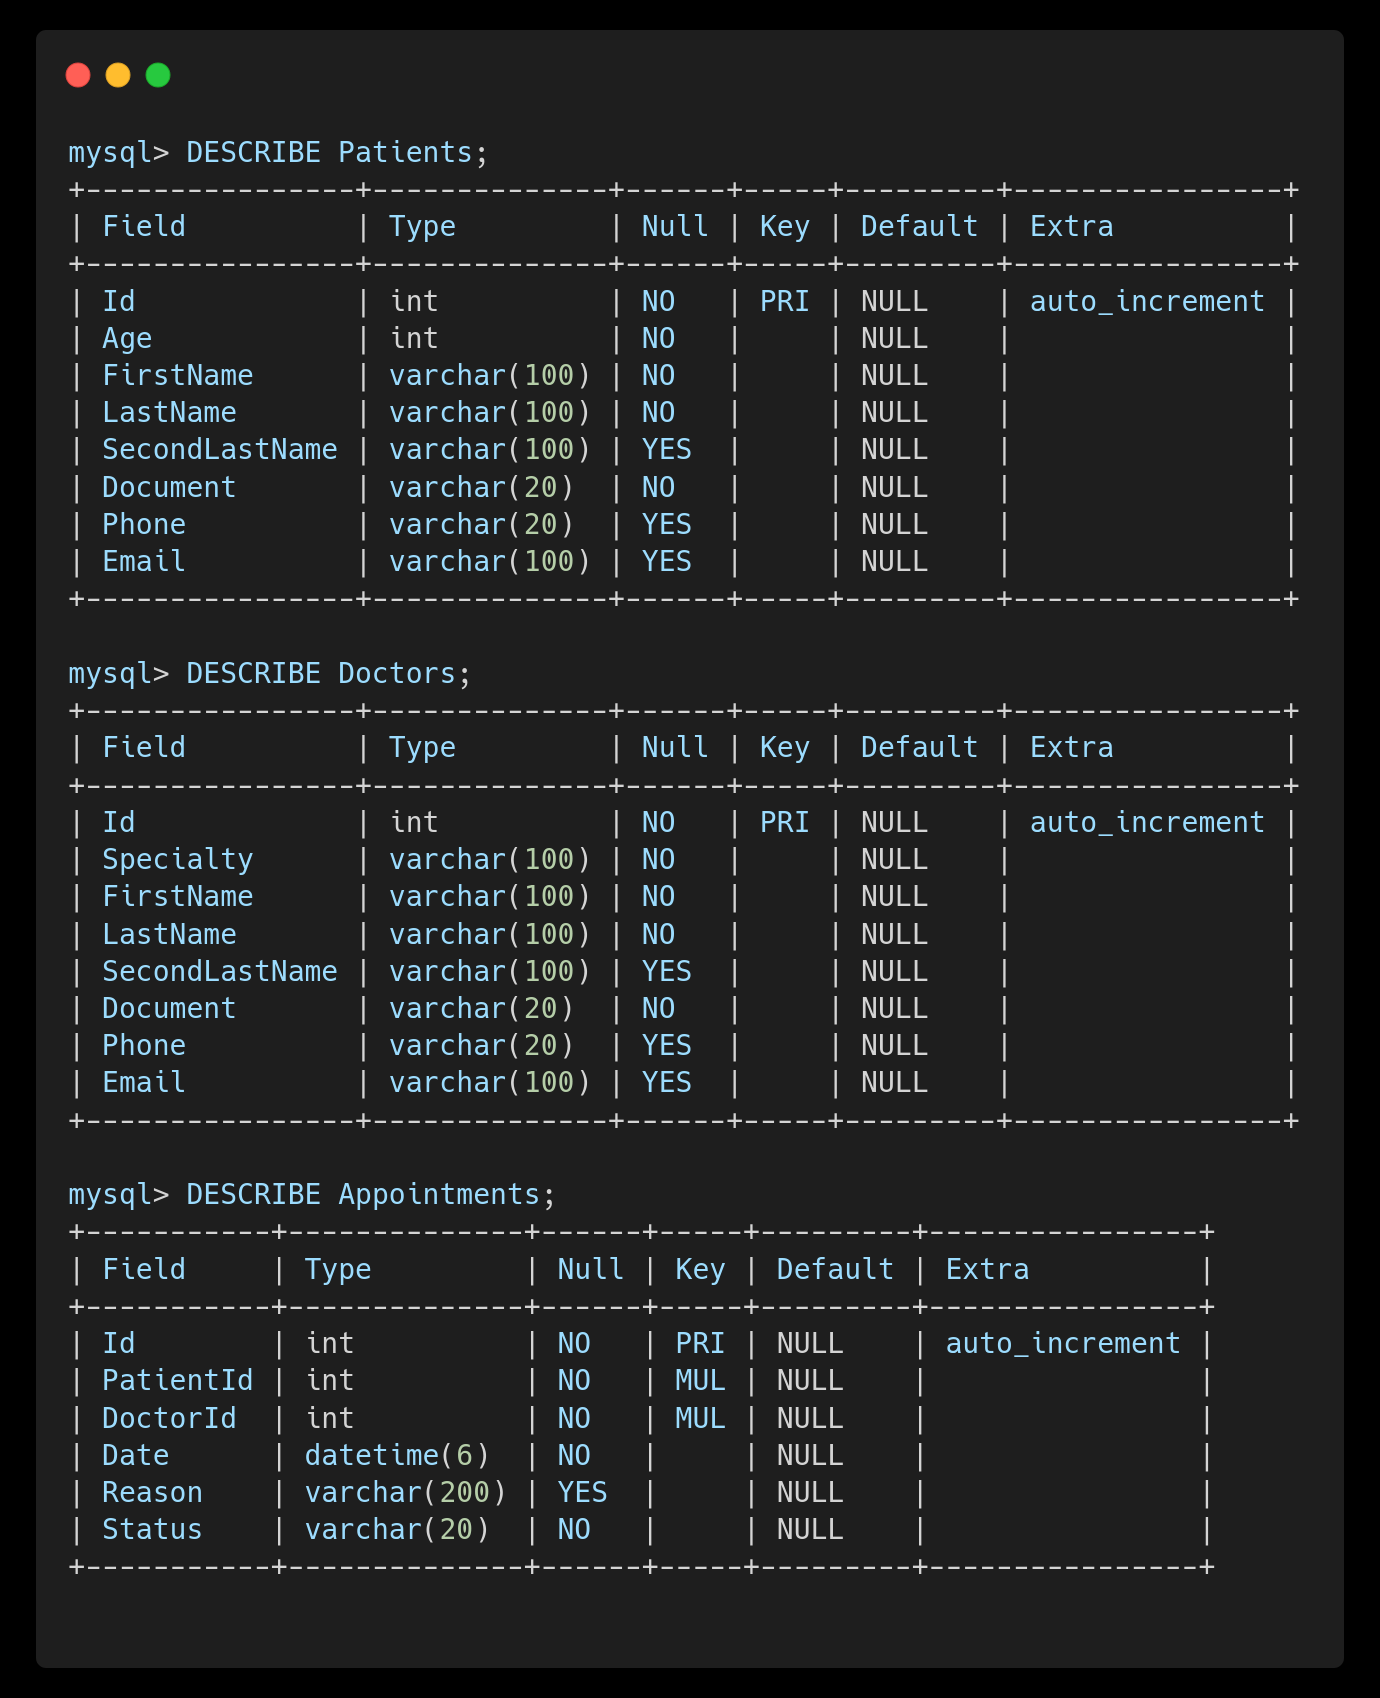 mysql> DESCRIBE Patients;
+----------------+--------------+------+-----+---------+----------------+
| Field          | Type         | Null | Key | Default | Extra          |
+----------------+--------------+------+-----+---------+----------------+
| Id             | int          | NO   | PRI | NULL    | auto_increment |
| Age            | int          | NO   |     | NULL    |                |
| FirstName      | varchar(100) | NO   |     | NULL    |                |
| LastName       | varchar(100) | NO   |     | NULL    |                |
| SecondLastName | varchar(100) | YES  |     | NULL    |                |
| Document       | varchar(20)  | NO   |     | NULL    |                |
| Phone          | varchar(20)  | YES  |     | NULL    |                |
| Email          | varchar(100) | YES  |     | NULL    |                |
+----------------+--------------+------+-----+---------+----------------+
mysql> DESCRIBE Doctors;
+----------------+--------------+------+-----+---------+----------------+
| Field          | Type         | Null | Key | Default | Extra          |
+----------------+--------------+------+-----+---------+----------------+
| Id             | int          | NO   | PRI | NULL    | auto_increment |
| Specialty      | varchar(100) | NO   |     | NULL    |                |
| FirstName      | varchar(100) | NO   |     | NULL    |                |
| LastName       | varchar(100) | NO   |     | NULL    |                |
| SecondLastName | varchar(100) | YES  |     | NULL    |                |
| Document       | varchar(20)  | NO   |     | NULL    |                |
| Phone          | varchar(20)  | YES  |     | NULL    |                |
| Email          | varchar(100) | YES  |     | NULL    |                |
+----------------+--------------+------+-----+---------+----------------+
mysql> DESCRIBE Appointments;
+-----------+--------------+------+-----+---------+----------------+
| Field     | Type         | Null | Key | Default | Extra          |
+-----------+--------------+------+-----+---------+----------------+
| Id        | int          | NO   | PRI | NULL    | auto_increment |
| PatientId | int          | NO   | MUL | NULL    |                |
| DoctorId  | int          | NO   | MUL | NULL    |                |
| Date      | datetime(6)  | NO   |     | NULL    |                |
| Reason    | varchar(200) | YES  |     | NULL    |                |
| Status    | varchar(20)  | NO   |     | NULL    |                |
+-----------+--------------+------+-----+---------+----------------+